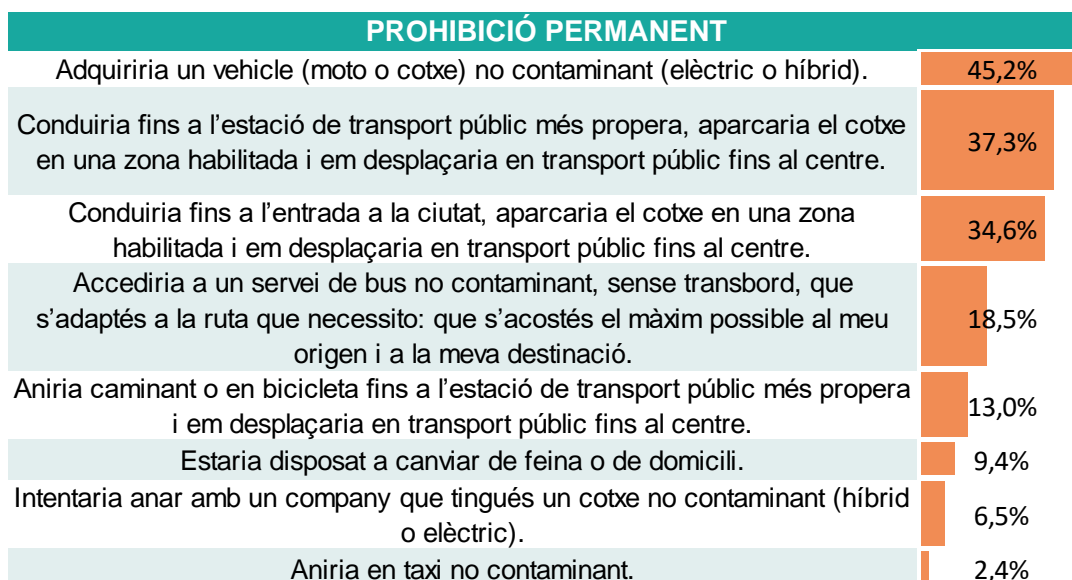 PROHIBICIÓ PERMANENT
Adquiriria un vehicle (moto o cotxe) no contaminant (elèctric o híbrid).
45,2%
Conduiria fins a l’estació de transport públic més propera, aparcaria el cotxe
en una zona habilitada i em desplaçaria en transport públic fins al centre.
37,3%
Conduiria fins a l’entrada a la ciutat, aparcaria el cotxe en una zona
habilitada i em desplaçaria en transport públic fins al centre.
34,6%
Accediria a un servei de bus no contaminant, sense transbord, que
s’adaptés a la ruta que necessito: que s’acostés el màxim possible al meu
origen i a la meva destinació.
18,5%
Aniria caminant o en bicicleta fins a l’estació de transport públic més propera
i em desplaçaria en transport públic fins al centre.
13,0%
Estaria disposat a canviar de feina o de domicili.
9,4%
Intentaria anar amb un company que tingués un cotxe no contaminant (híbrid
o elèctric).
6,5%
Aniria en taxi no contaminant.
2,4%